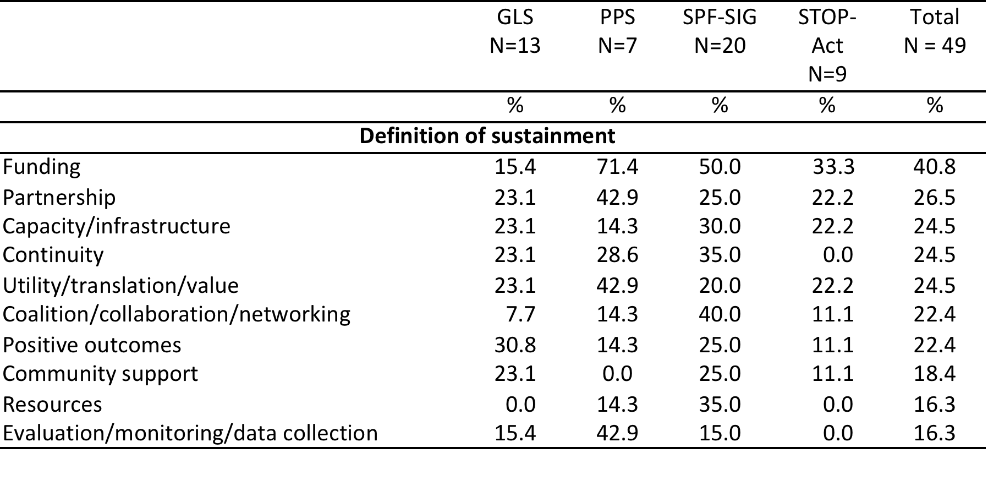 GLS PPS SPF-SIG STOP- Total
N=13 N=7 N=20 Act N = 49
N=9
% % % % %
Definition of sustainment
Funding 15.4 71.4 50.0 33.3 40.8
Partnership 23.1 42.9 25.0 22.2 26.5
Capacity/infrastructure 23.1 14.3 30.0 22.2 24.5
Continuity 23.1 28.6 35.0 0.0 24.5
Utility/translation/value 23.1 42.9 20.0 22.2 24.5
Coalition/collaboration/networking 7.7 14.3 40.0 11.1 22.4
Positive outcomes 30.8 14.3 25.0 11.1 22.4
Community support 23.1 0.0 25.0 11.1 18.4
Resources 0.0 14.3 35.0 0.0 16.3
Evaluation/monitoring/data collection 15.4 42.9 15.0 0.0 16.3